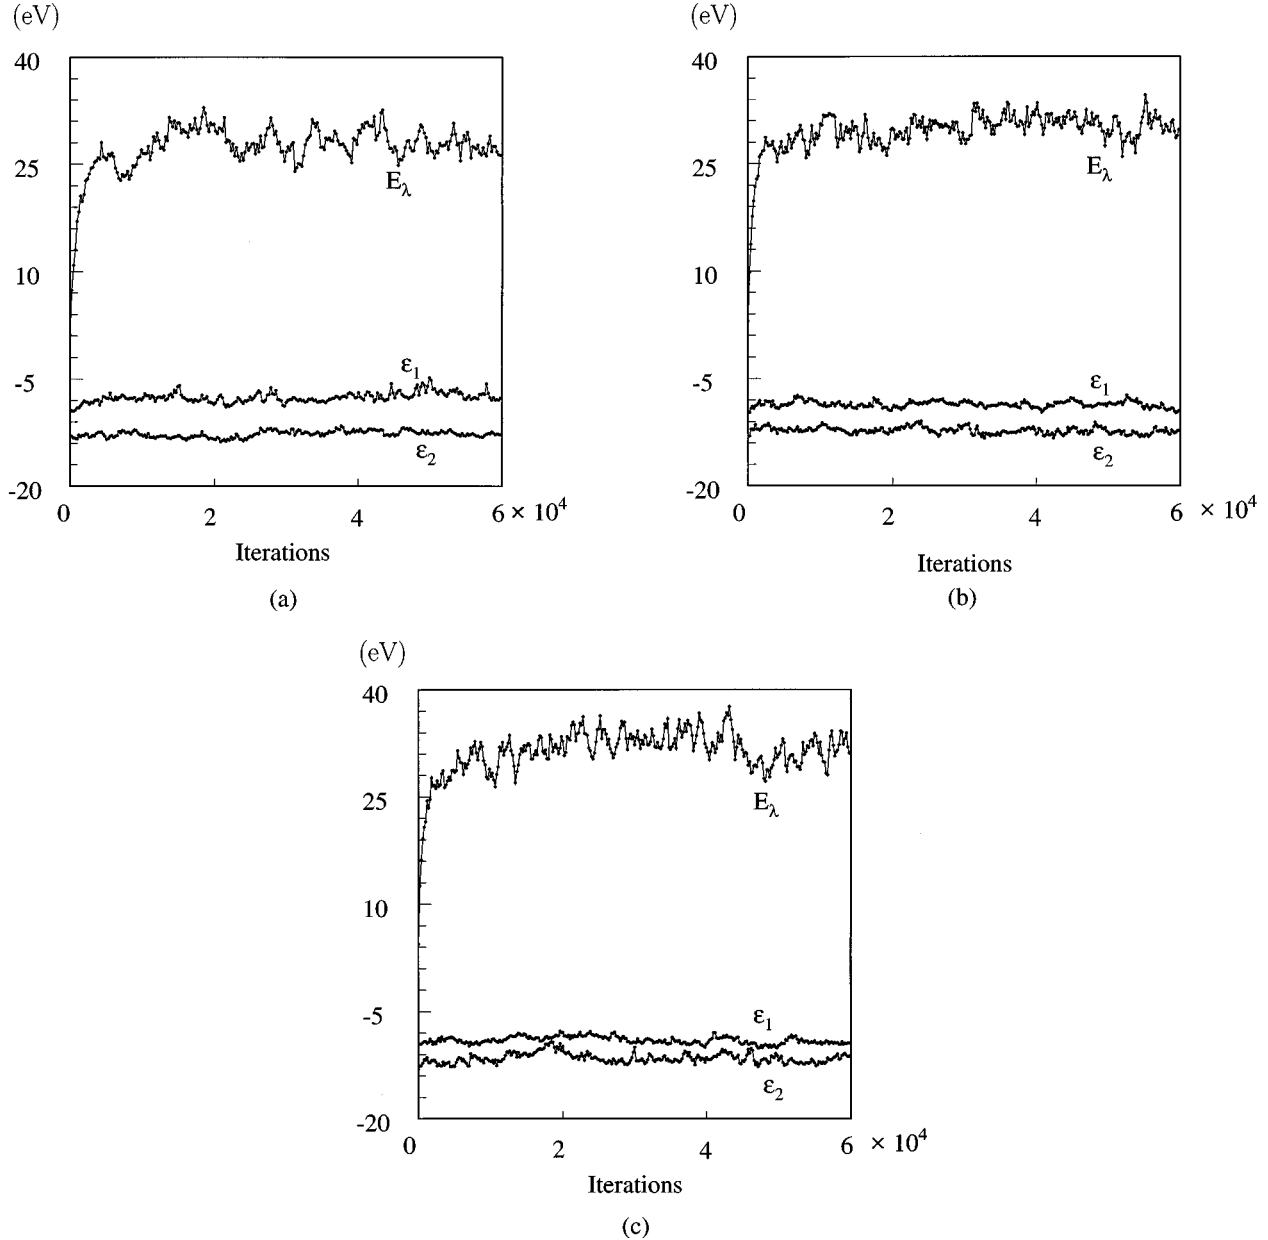 (eV)
40
25
10
-5
-20
E_λ
ε_1
ε_2
0 2 4 6 × 10^4
Iterations
(a)
(eV)
40
25
10
-5
-20
E_λ
ε_1
ε_2
0 2 4 6 × 10^4
Iterations
(b)
(eV)
40
25
10
-5
-20
E_λ
ε_1
ε_2
0 2 4 6 × 10^4
Iterations
(c)